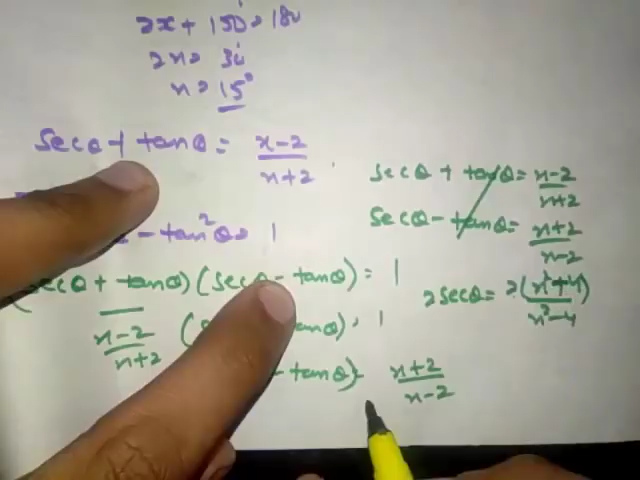 2x + 150 = 180
2x = 30
x = 15°
secθ + tanθ = x-2/x+2
- tan²θ = 1
secθ + tanθ) (secθ - tanθ) = 1
x-2/x+2 ( tanθ) = 1
- tanθ) = x+2/x-2
secθ + tanθ = x-2/x+2
secθ - tanθ = x+2/x-2
2secθ = 2(x²+4)/x²-4